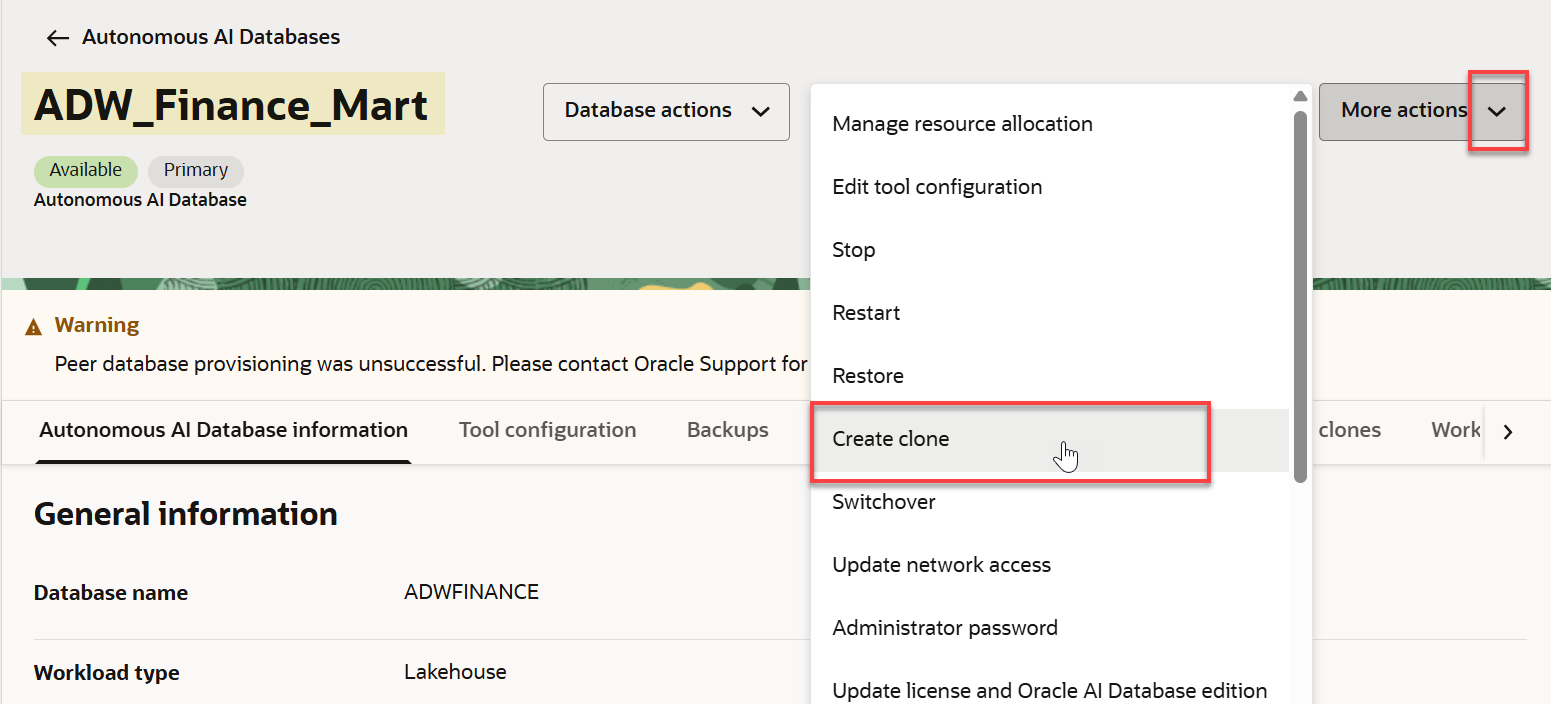 Autonomous AI Databases
ADW_Finance_Mart
Available
Primary
Autonomous AI Database
Database actions
More actions
Manage resource allocation
Edit tool configuration
Stop
Restart
Restore
Create clone
Switchover
Update network access
Administrator password
Update license and Oracle AI Database edition
Warning
Peer database provisioning was unsuccessful. Please contact Oracle Support for
Autonomous AI Database information
Tool configuration
Backups
clones
Work
General information
Database name
ADWFINANCE
Workload type
Lakehouse